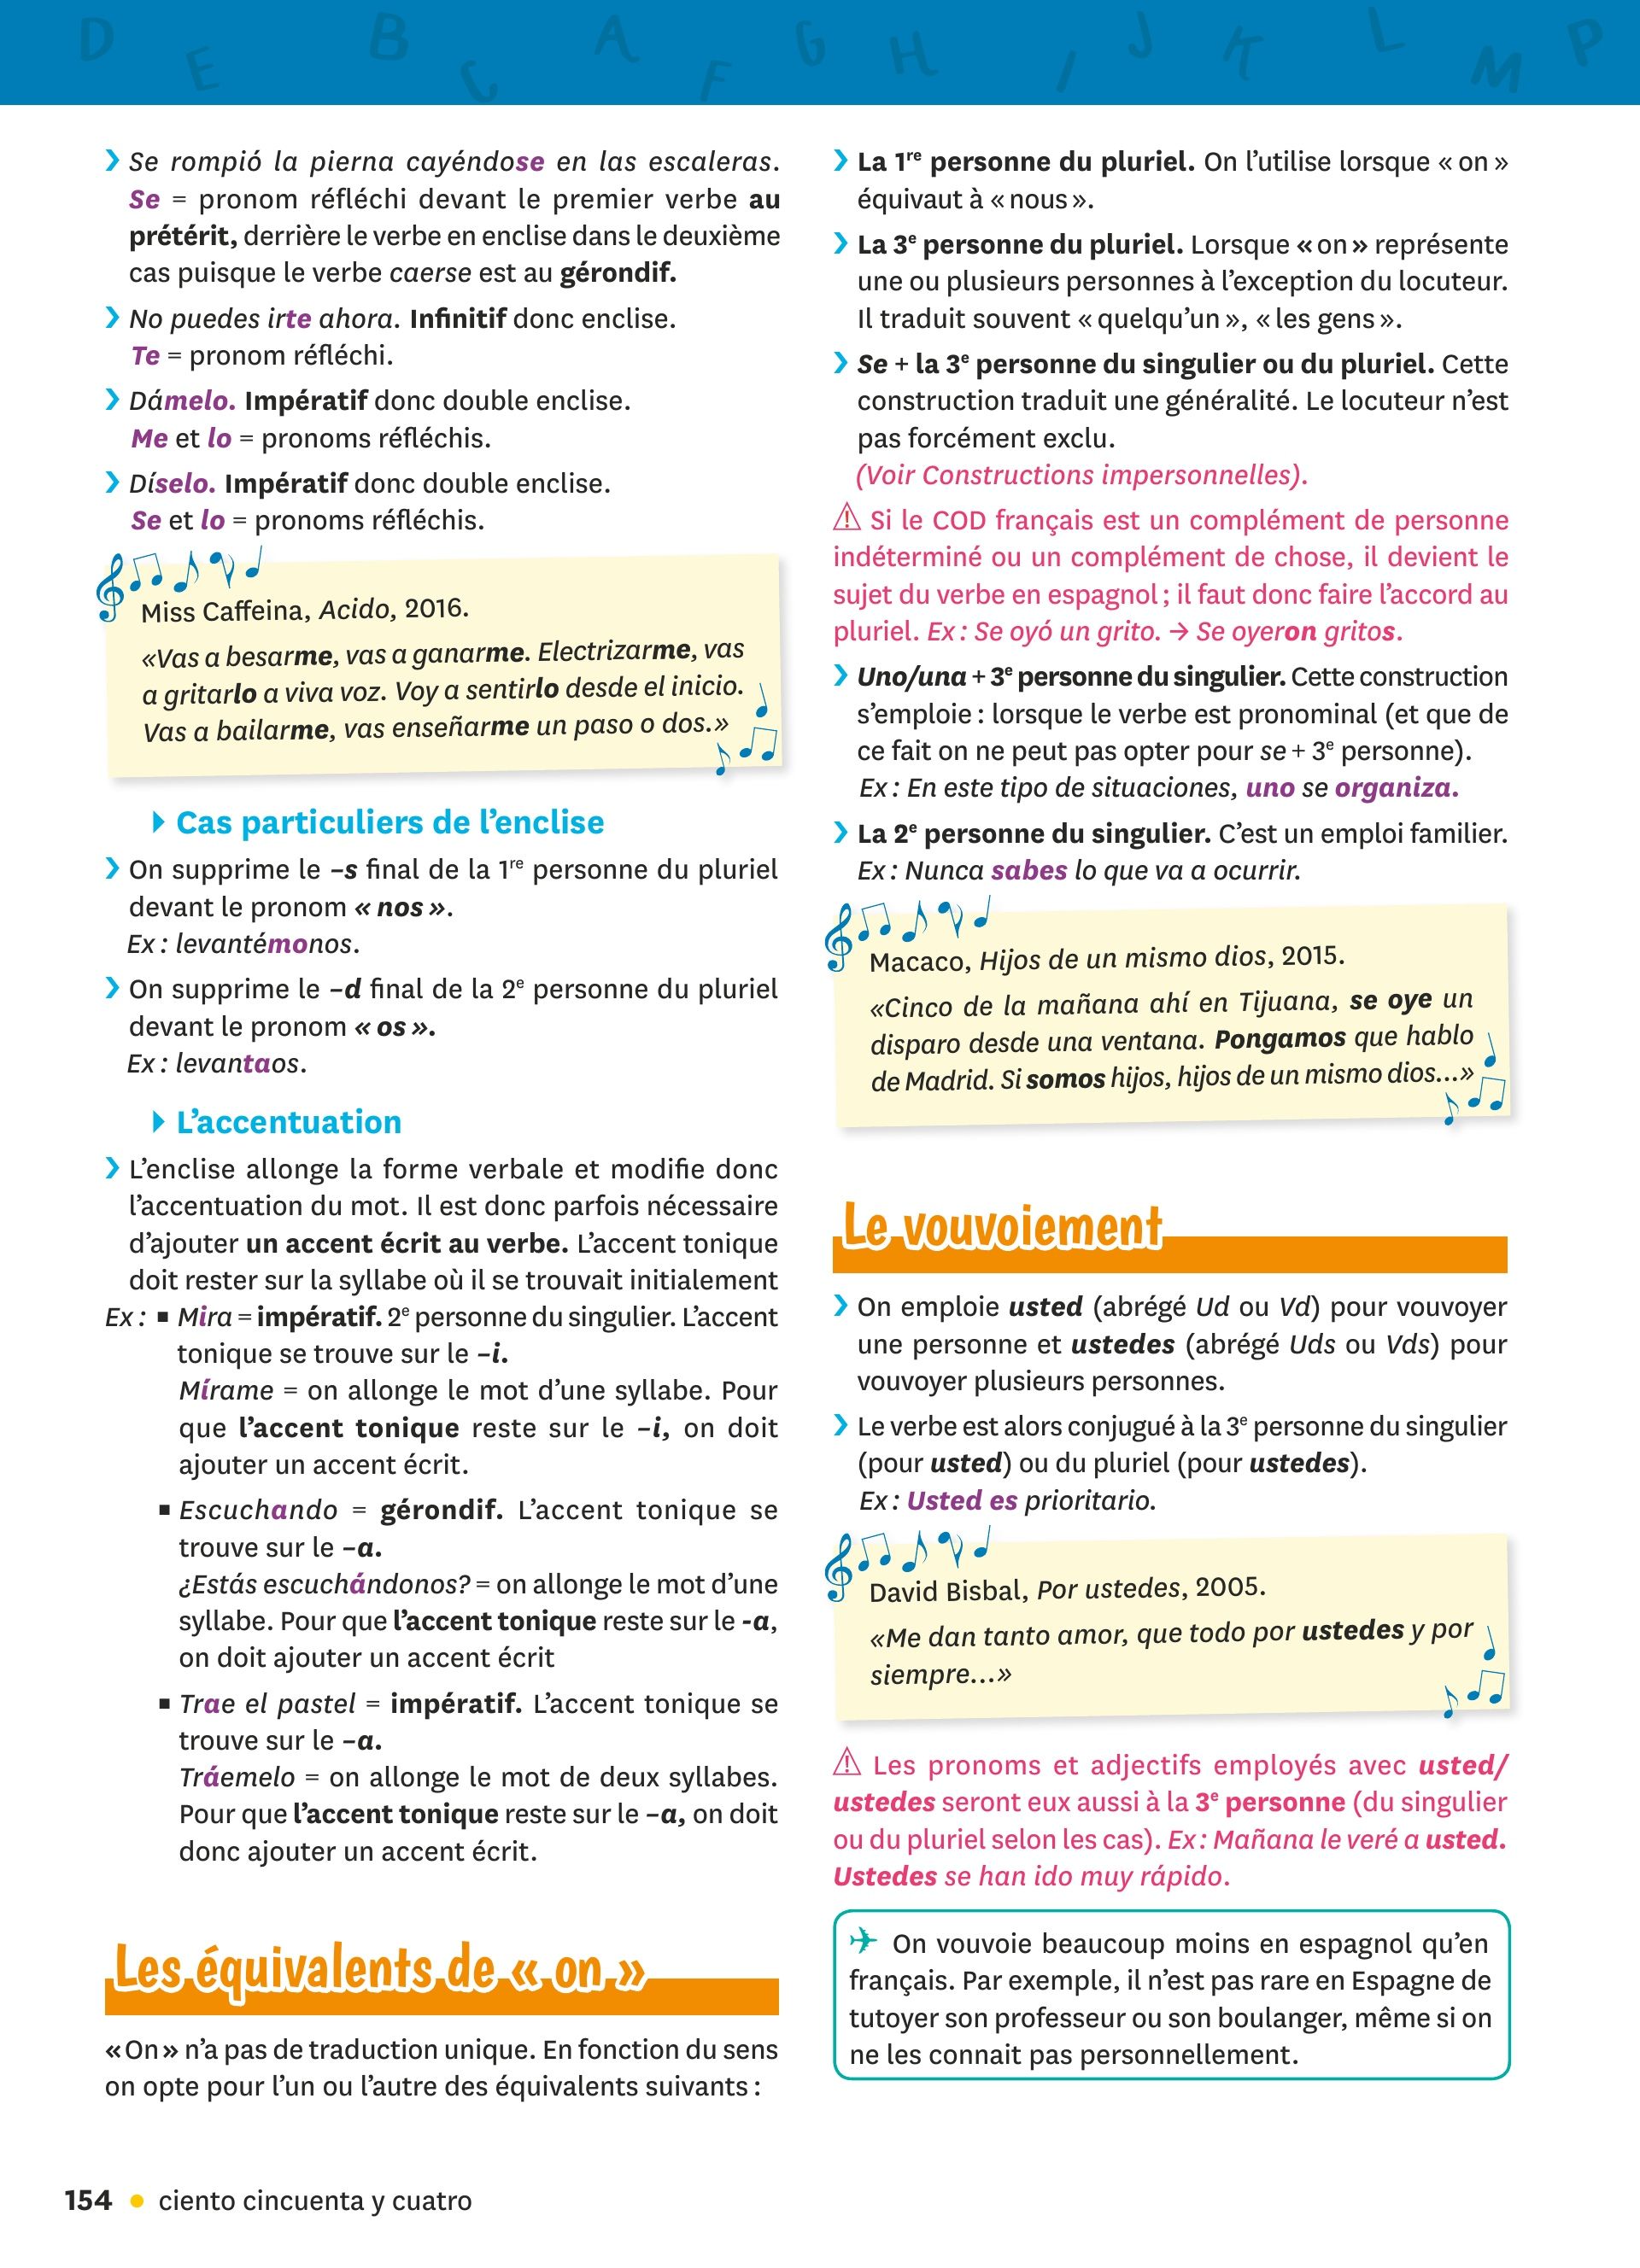 D E B C A F G H I J K L M P
› Se rompió la pierna cayéndose en las escaleras.
Se = pronom réfléchi devant le premier verbe au
prétérit, derrière le verbe en enclise dans le deuxième
cas puisque le verbe caerse est au gérondif.
› No puedes irte ahora. Infinitif donc enclise.
Te = pronom réfléchi.
› Dámelo. Impératif donc double enclise.
Me et lo = pronoms réfléchis.
› Díselo. Impératif donc double enclise.
Se et lo = pronoms réfléchis.
Miss Caffeina, Acido, 2016.
«Vas a besarme, vas a ganarme. Electrizarme, vas
a gritarlo a viva voz. Voy a sentirlo desde el inicio.
Vas a bailarme, vas enseñarme un paso o dos.»
Cas particuliers de l’enclise
› On supprime le –s final de la 1re personne du pluriel
devant le pronom « nos ».
Ex : levantémonos.
› On supprime le –d final de la 2e personne du pluriel
devant le pronom « os ».
Ex : levantaos.
L’accentuation
› L’enclise allonge la forme verbale et modifie donc
l’accentuation du mot. Il est donc parfois nécessaire
d’ajouter un accent écrit au verbe. L’accent tonique
doit rester sur la syllabe où il se trouvait initialement
Ex : ▪ Mira = impératif. 2e personne du singulier. L’accent
tonique se trouve sur le –i.
Mírame = on allonge le mot d’une syllabe. Pour
que l’accent tonique reste sur le –i, on doit
ajouter un accent écrit.
▪ Escuchando = gérondif. L’accent tonique se
trouve sur le –a.
¿Estás escuchándonos? = on allonge le mot d’une
syllabe. Pour que l’accent tonique reste sur le -a,
on doit ajouter un accent écrit
▪ Trae el pastel = impératif. L’accent tonique se
trouve sur le –a.
Tráemelo = on allonge le mot de deux syllabes.
Pour que l’accent tonique reste sur le –a, on doit
donc ajouter un accent écrit.
Les équivalents de « on »
« On » n’a pas de traduction unique. En fonction du sens
on opte pour l’un ou l’autre des équivalents suivants :
› La 1re personne du pluriel. On l’utilise lorsque « on »
équivaut à « nous ».
› La 3e personne du pluriel. Lorsque « on » représente
une ou plusieurs personnes à l’exception du locuteur.
Il traduit souvent « quelqu’un », « les gens ».
› Se + la 3e personne du singulier ou du pluriel. Cette
construction traduit une généralité. Le locuteur n’est
pas forcément exclu.
(Voir Constructions impersonnelles).
⚠ Si le COD français est un complément de personne
indéterminé ou un complément de chose, il devient le
sujet du verbe en espagnol ; il faut donc faire l’accord au
pluriel. Ex : Se oyó un grito. → Se oyeron gritos.
› Uno/una + 3e personne du singulier. Cette construction
s’emploie : lorsque le verbe est pronominal (et que de
ce fait on ne peut pas opter pour se + 3e personne).
Ex : En este tipo de situaciones, uno se organiza.
› La 2e personne du singulier. C’est un emploi familier.
Ex : Nunca sabes lo que va a ocurrir.
Macaco, Hijos de un mismo dios, 2015.
«Cinco de la mañana ahí en Tijuana, se oye un
disparo desde una ventana. Pongamos que hablo
de Madrid. Si somos hijos, hijos de un mismo dios...»
Le vouvoiement
› On emploie usted (abrégé Ud ou Vd) pour vouvoyer
une personne et ustedes (abrégé Uds ou Vds) pour
vouvoyer plusieurs personnes.
› Le verbe est alors conjugué à la 3e personne du singulier
(pour usted) ou du pluriel (pour ustedes).
Ex : Usted es prioritario.
David Bisbal, Por ustedes, 2005.
«Me dan tanto amor, que todo por ustedes y por
siempre...»
⚠ Les pronoms et adjectifs employés avec usted/
ustedes seront eux aussi à la 3e personne (du singulier
ou du pluriel selon les cas). Ex : Mañana le veré a usted.
Ustedes se han ido muy rápido.
✈ On vouvoie beaucoup moins en espagnol qu’en
français. Par exemple, il n’est pas rare en Espagne de
tutoyer son professeur ou son boulanger, même si on
ne les connait pas personnellement.
154 • ciento cincuenta y cuatro